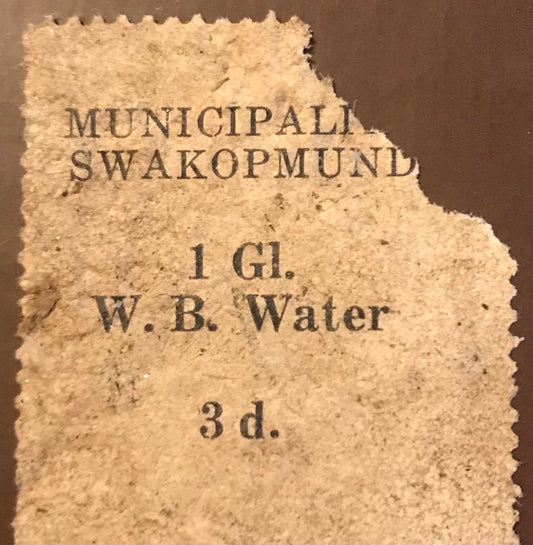 MUNICIPALI
SWAKOPMUND
1 Gl.
W. B. Water
3 d.